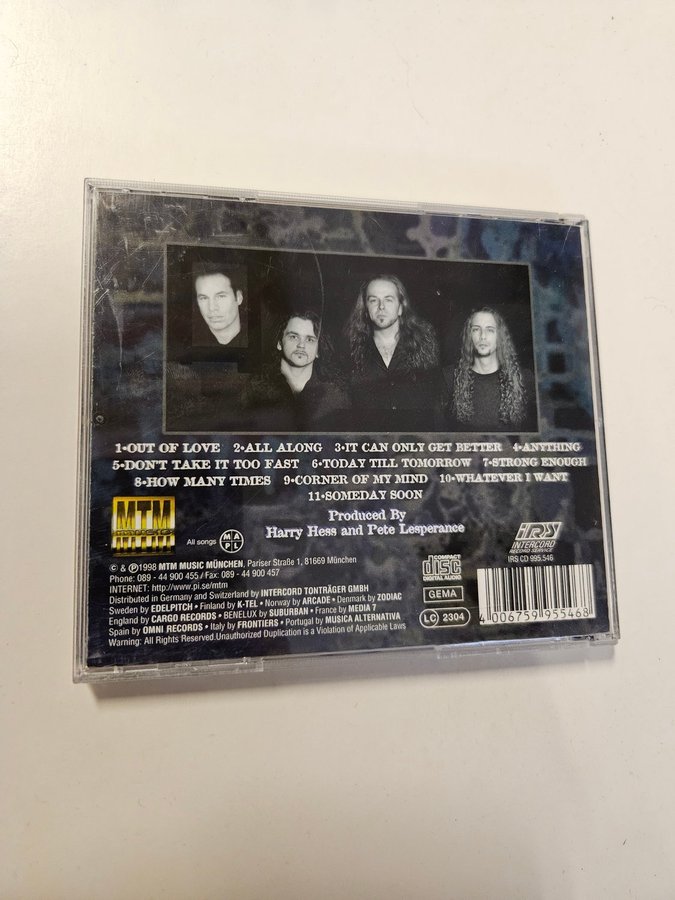 1•OUT OF LOVE 2•ALL ALONG 3•IT CAN ONLY GET BETTER 4•ANYTHING
5•DON'T TAKE IT TOO FAST 6•TODAY TILL TOMORROW 7•STRONG ENOUGH
8•HOW MANY TIMES 9•CORNER OF MY MIND 10•WHATEVER I WANT
11•SOMEDAY SOON
Produced By
Harry Hess and Pete Lesperance
MTM
MUSIC
All songs
M A
P L
IRS
INTERCORD
RECORD SERVICE
IRS CD 995.546
© & ℗1998 MTM MUSIC MÜNCHEN, Pariser Straße 1, 81669 München
Phone: 089 - 44 900 455 / Fax: 089 - 44 900 457
INTERNET: http://www.pi.se/mtm
Distributed in Germany and Switzerland by INTERCORD TONTRÄGER GMBH
Sweden by EDELPITCH • Finland by K-TEL • Norway by ARCADE • Denmark by ZODIAC
England by CARGO RECORDS • BENELUX by SUBURBAN • France by MEDIA 7
Spain by OMNI RECORDS • Italy by FRONTIERS • Portugal by MUSICA ALTERNATIVA
Warning: All Rights Reserved.Unauthorized Duplication is a Violation of Applicable Laws
COMPACT
disc
DIGITAL AUDIO
GEMA
LC 2304
4 006759 955468